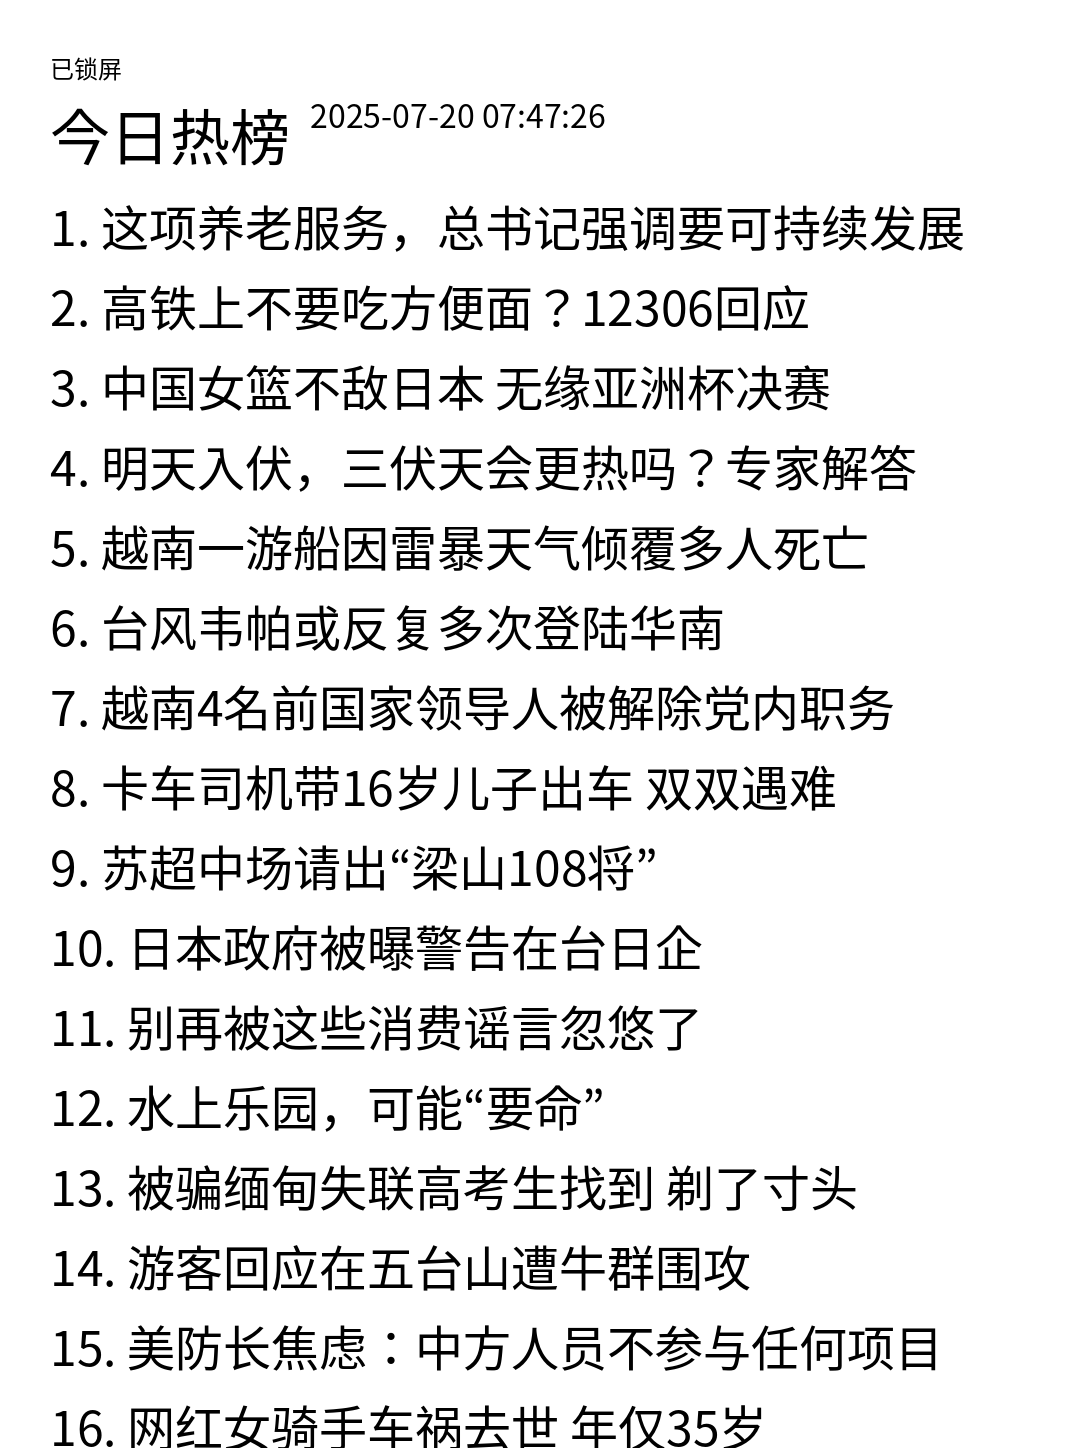 已锁屏
今日热榜 2025-07-20 07:47:26
1. 这项养老服务，总书记强调要可持续发展
2. 高铁上不要吃方便面？12306回应
3. 中国女篮不敌日本 无缘亚洲杯决赛
4. 明天入伏，三伏天会更热吗？专家解答
5. 越南一游船因雷暴天气倾覆多人死亡
6. 台风韦帕或反复多次登陆华南
7. 越南4名前国家领导人被解除党内职务
8. 卡车司机带16岁儿子出车 双双遇难
9. 苏超中场请出“梁山108将”
10. 日本政府被曝警告在台日企
11. 别再被这些消费谣言忽悠了
12. 水上乐园，可能“要命”
13. 被骗缅甸失联高考生找到 剃了寸头
14. 游客回应在五台山遭牛群围攻
15. 美防长焦虑：中方人员不参与任何项目
16. 网红女骑手车祸去世 年仅35岁